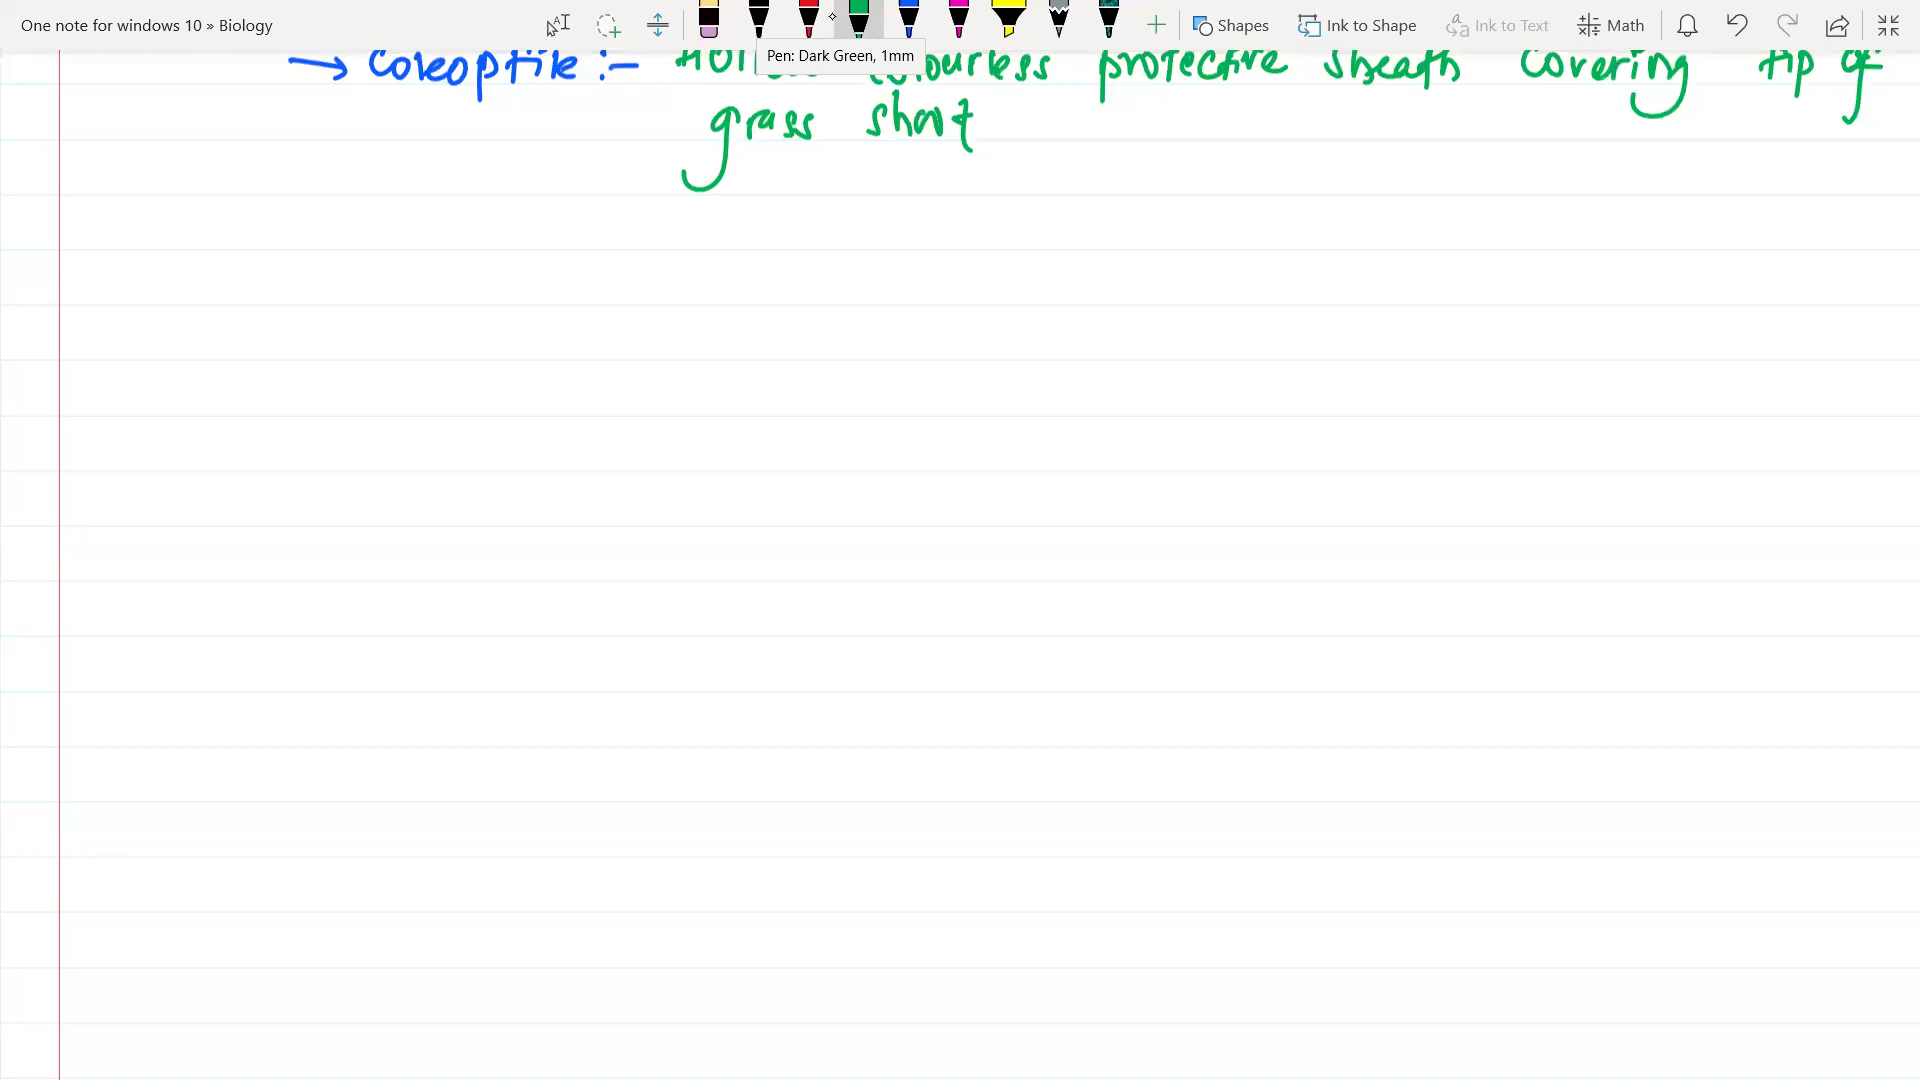 One note for windows 10 » Biology
Shapes
Ink to Shape
Ink to Text
Math
Pen: Dark Green, 1mm
→ Coleoptile :- colourless protective sheath covering tip of
grass shoot